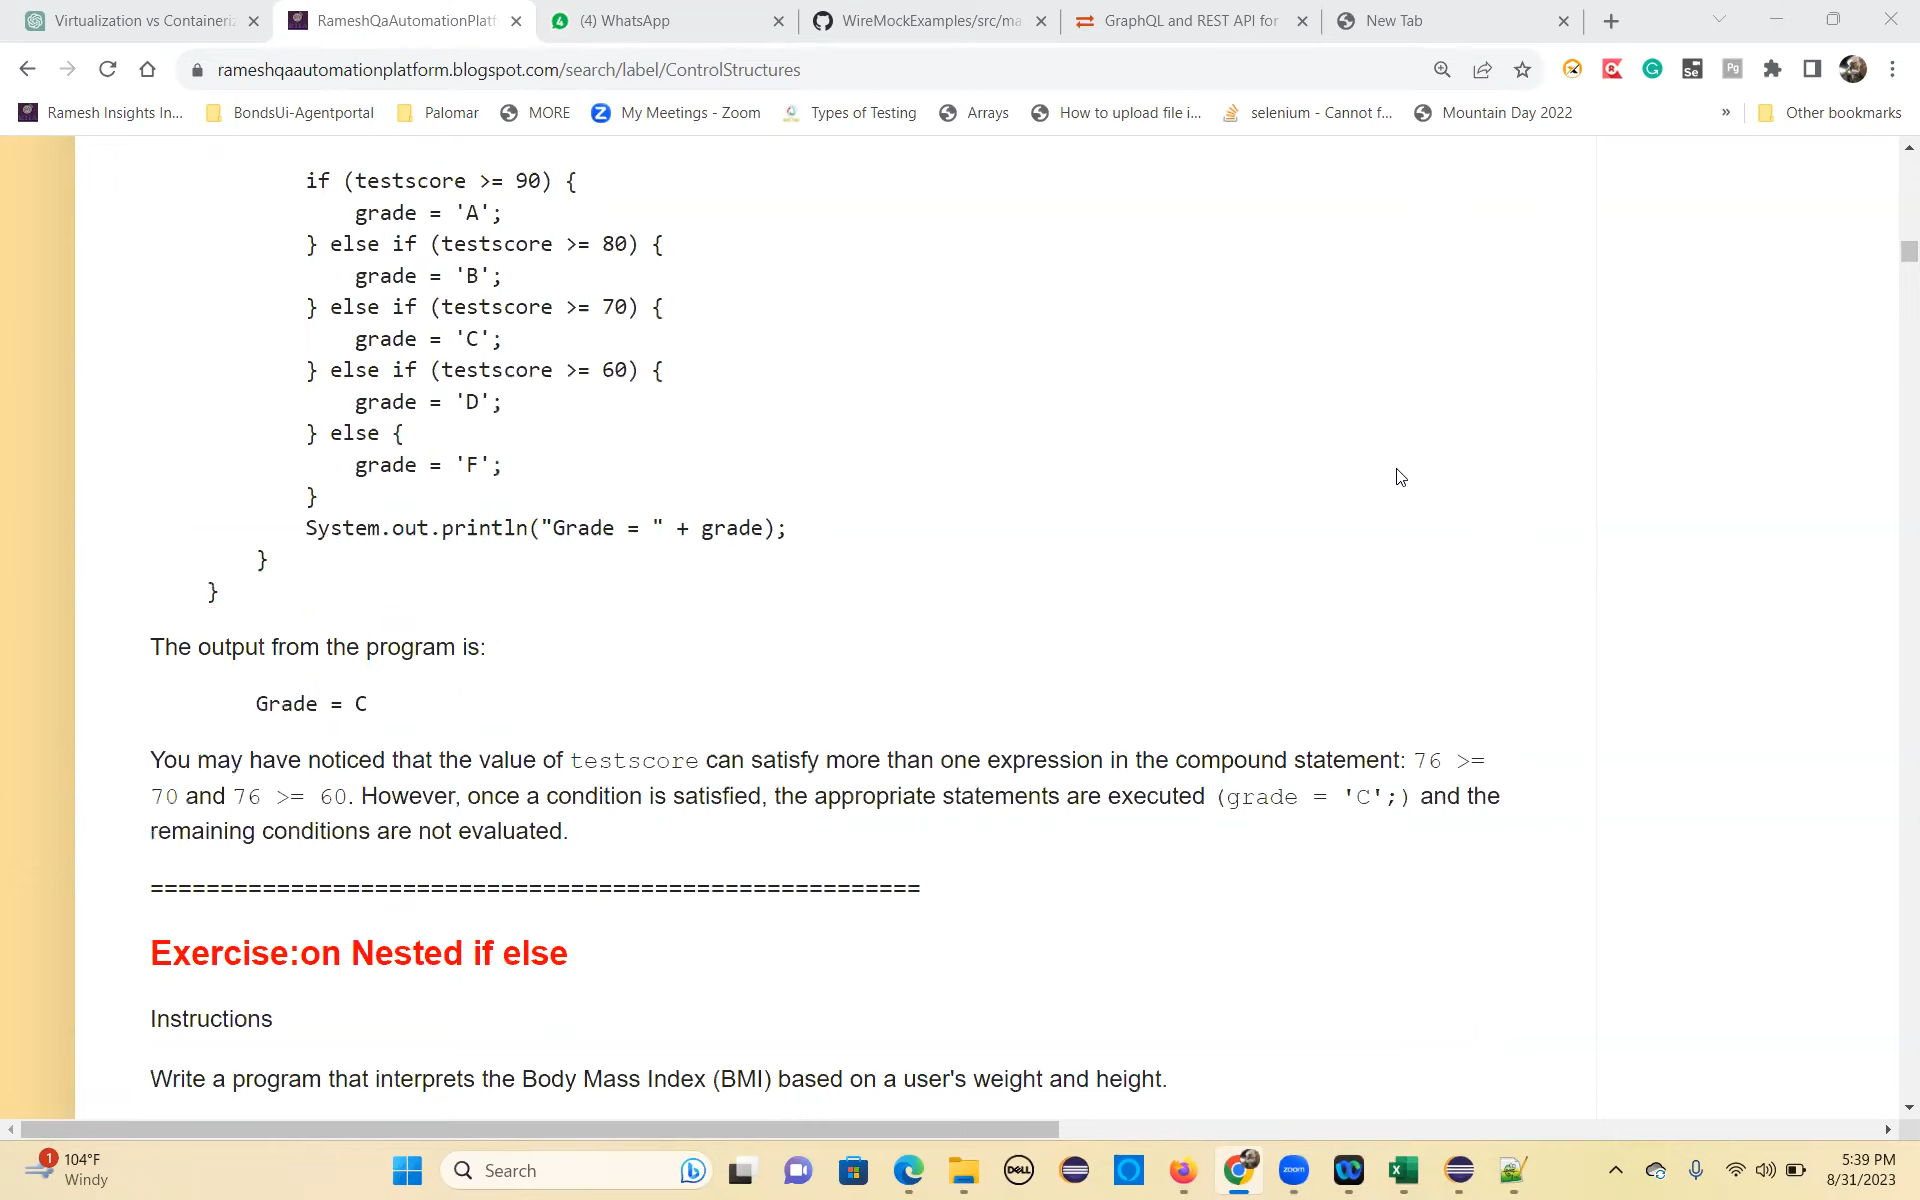 Virtualization vs Containeriz
RameshQaAutomationPlatf
(4) WhatsApp
WireMockExamples/src/ma
GraphQL and REST API for
New Tab
rameshqaautomationplatform.blogspot.com/search/label/ControlStructures
Ramesh Insights In...
BondsUi-Agentportal
Palomar
MORE
My Meetings - Zoom
Types of Testing
Arrays
How to upload file i...
selenium - Cannot f...
Mountain Day 2022
»
Other bookmarks
if (testscore >= 90) {
grade = 'A';
} else if (testscore >= 80) {
grade = 'B';
} else if (testscore >= 70) {
grade = 'C';
} else if (testscore >= 60) {
grade = 'D';
} else {
grade = 'F';
}
System.out.println("Grade = " + grade);
}
}
The output from the program is:
Grade = C
You may have noticed that the value of testscore can satisfy more than one expression in the compound statement: 76 >=
70 and 76 >= 60. However, once a condition is satisfied, the appropriate statements are executed (grade = 'C';) and the
remaining conditions are not evaluated.
=======================================================
Exercise:on Nested if else
Instructions
Write a program that interprets the Body Mass Index (BMI) based on a user's weight and height.
1
104°F
Windy
Search
DELL
zoom
5:39 PM
8/31/2023